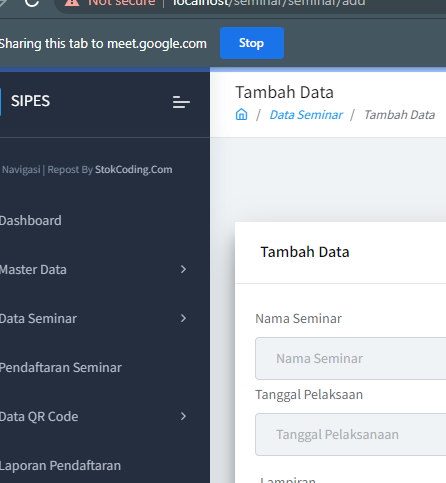 Not secure | localhost/seminar/seminar/add
Sharing this tab to meet.google.com Stop
SIPES
Navigasi | Repost By StokCoding.Com
Dashboard
Master Data
Data Seminar
Pendaftaran Seminar
Data QR Code
Laporan Pendaftaran
Tambah Data
/ Data Seminar / Tambah Data
Tambah Data
Nama Seminar
Nama Seminar
Tanggal Pelaksaan
Tanggal Pelaksanaan
Lampiran